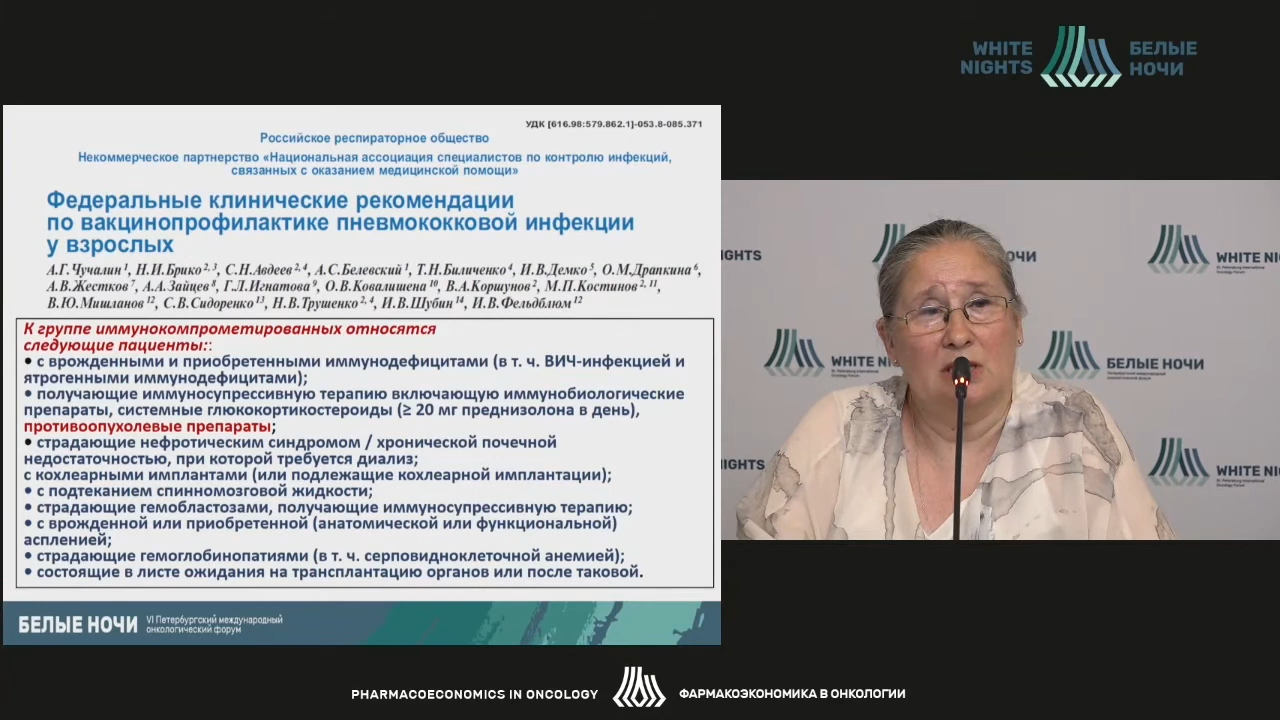 WHITE
NIGHTS
БЕЛЫЕ
НОЧИ
УДК [616.98:579.862.1]-053.8-085.371
Российское респираторное общество
Некоммерческое партнерство «Национальная ассоциация специалистов по контролю инфекций,
связанных с оказанием медицинской помощи»
Федеральные клинические рекомендации
по вакцинопрофилактике пневмококковой инфекции
у взрослых
А.Г.Чучалин 1, Н.И.Брико 2, 3, С.Н.Авдеев 2, 4, А.С.Белевский 1, Т.Н.Биличенко 4, И.В.Демко 5, О.М.Драпкина 6,
А.В.Жестков 7, А.А.Зайцев 8, Г.Л.Игнатова 9, О.В.Ковалишена 10, В.А.Коршунов 2, М.П.Костинов 2, 11,
В.Ю.Мишланов 12, С.В.Сидоренко 13, Н.В.Трушенко 2, 4, И.В.Шубин 14, И.В.Фельдблюм 12
К группе иммунокомпрометированных относятся
следующие пациенты::
• с врожденными и приобретенными иммунодефицитами (в т. ч. ВИЧ-инфекцией и
ятрогенными иммунодефицитами);
• получающие иммуносупрессивную терапию включающую иммунобиологические
препараты, системные глюкокортикостероиды (≥ 20 мг преднизолона в день),
противоопухолевые препараты;
• страдающие нефротическим синдромом / хронической почечной
недостаточностью, при которой требуется диализ;
с кохлеарными имплантами (или подлежащие кохлеарной имплантации);
• с подтеканием спинномозговой жидкости;
• страдающие гемобластозами, получающие иммуносупрессивную терапию;
• с врожденной или приобретенной (анатомической или функциональной)
аспленией;
• страдающие гемоглобинопатиями (в т. ч. серповидноклеточной анемией);
• состоящие в листе ожидания на трансплантацию органов или после таковой.
БЕЛЫЕ НОЧИ
VI Петербургский международный
онкологический форум
NIGHTS
НОЧИ
WHITE NI
WHITE NI
БЕЛЫЕ НОЧИ
NIGHTS
WHITE NI
PHARMACOECONOMICS IN ONCOLOGY
ФАРМАКОЭКОНОМИКА В ОНКОЛОГИИ